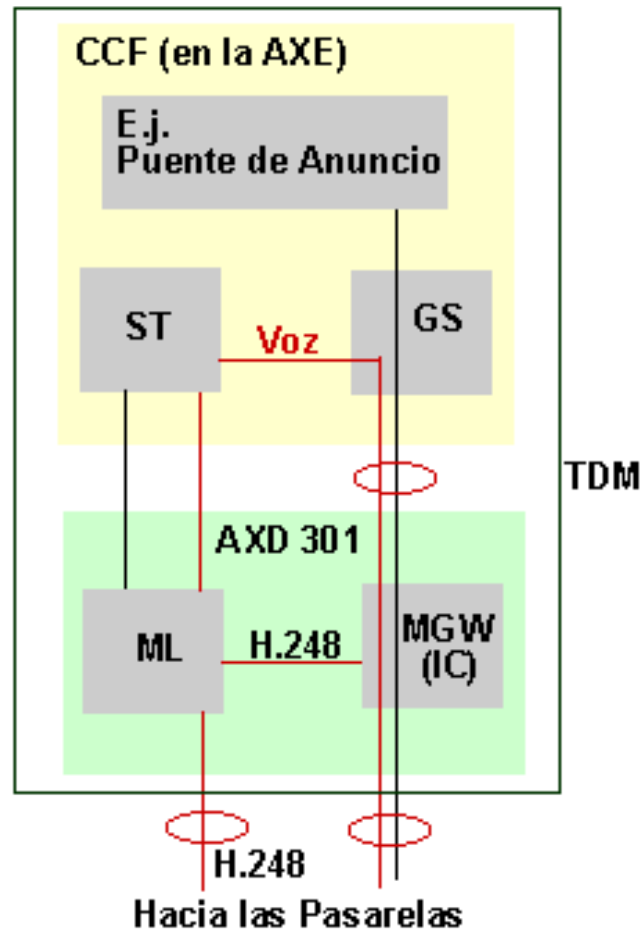 CCF (en la AXE)
E.j.
Puente de Anuncio
ST
Voz
GS
TDM
AXD 301
ML
H.248
MGW
(IC)
H.248
Hacia las Pasarelas